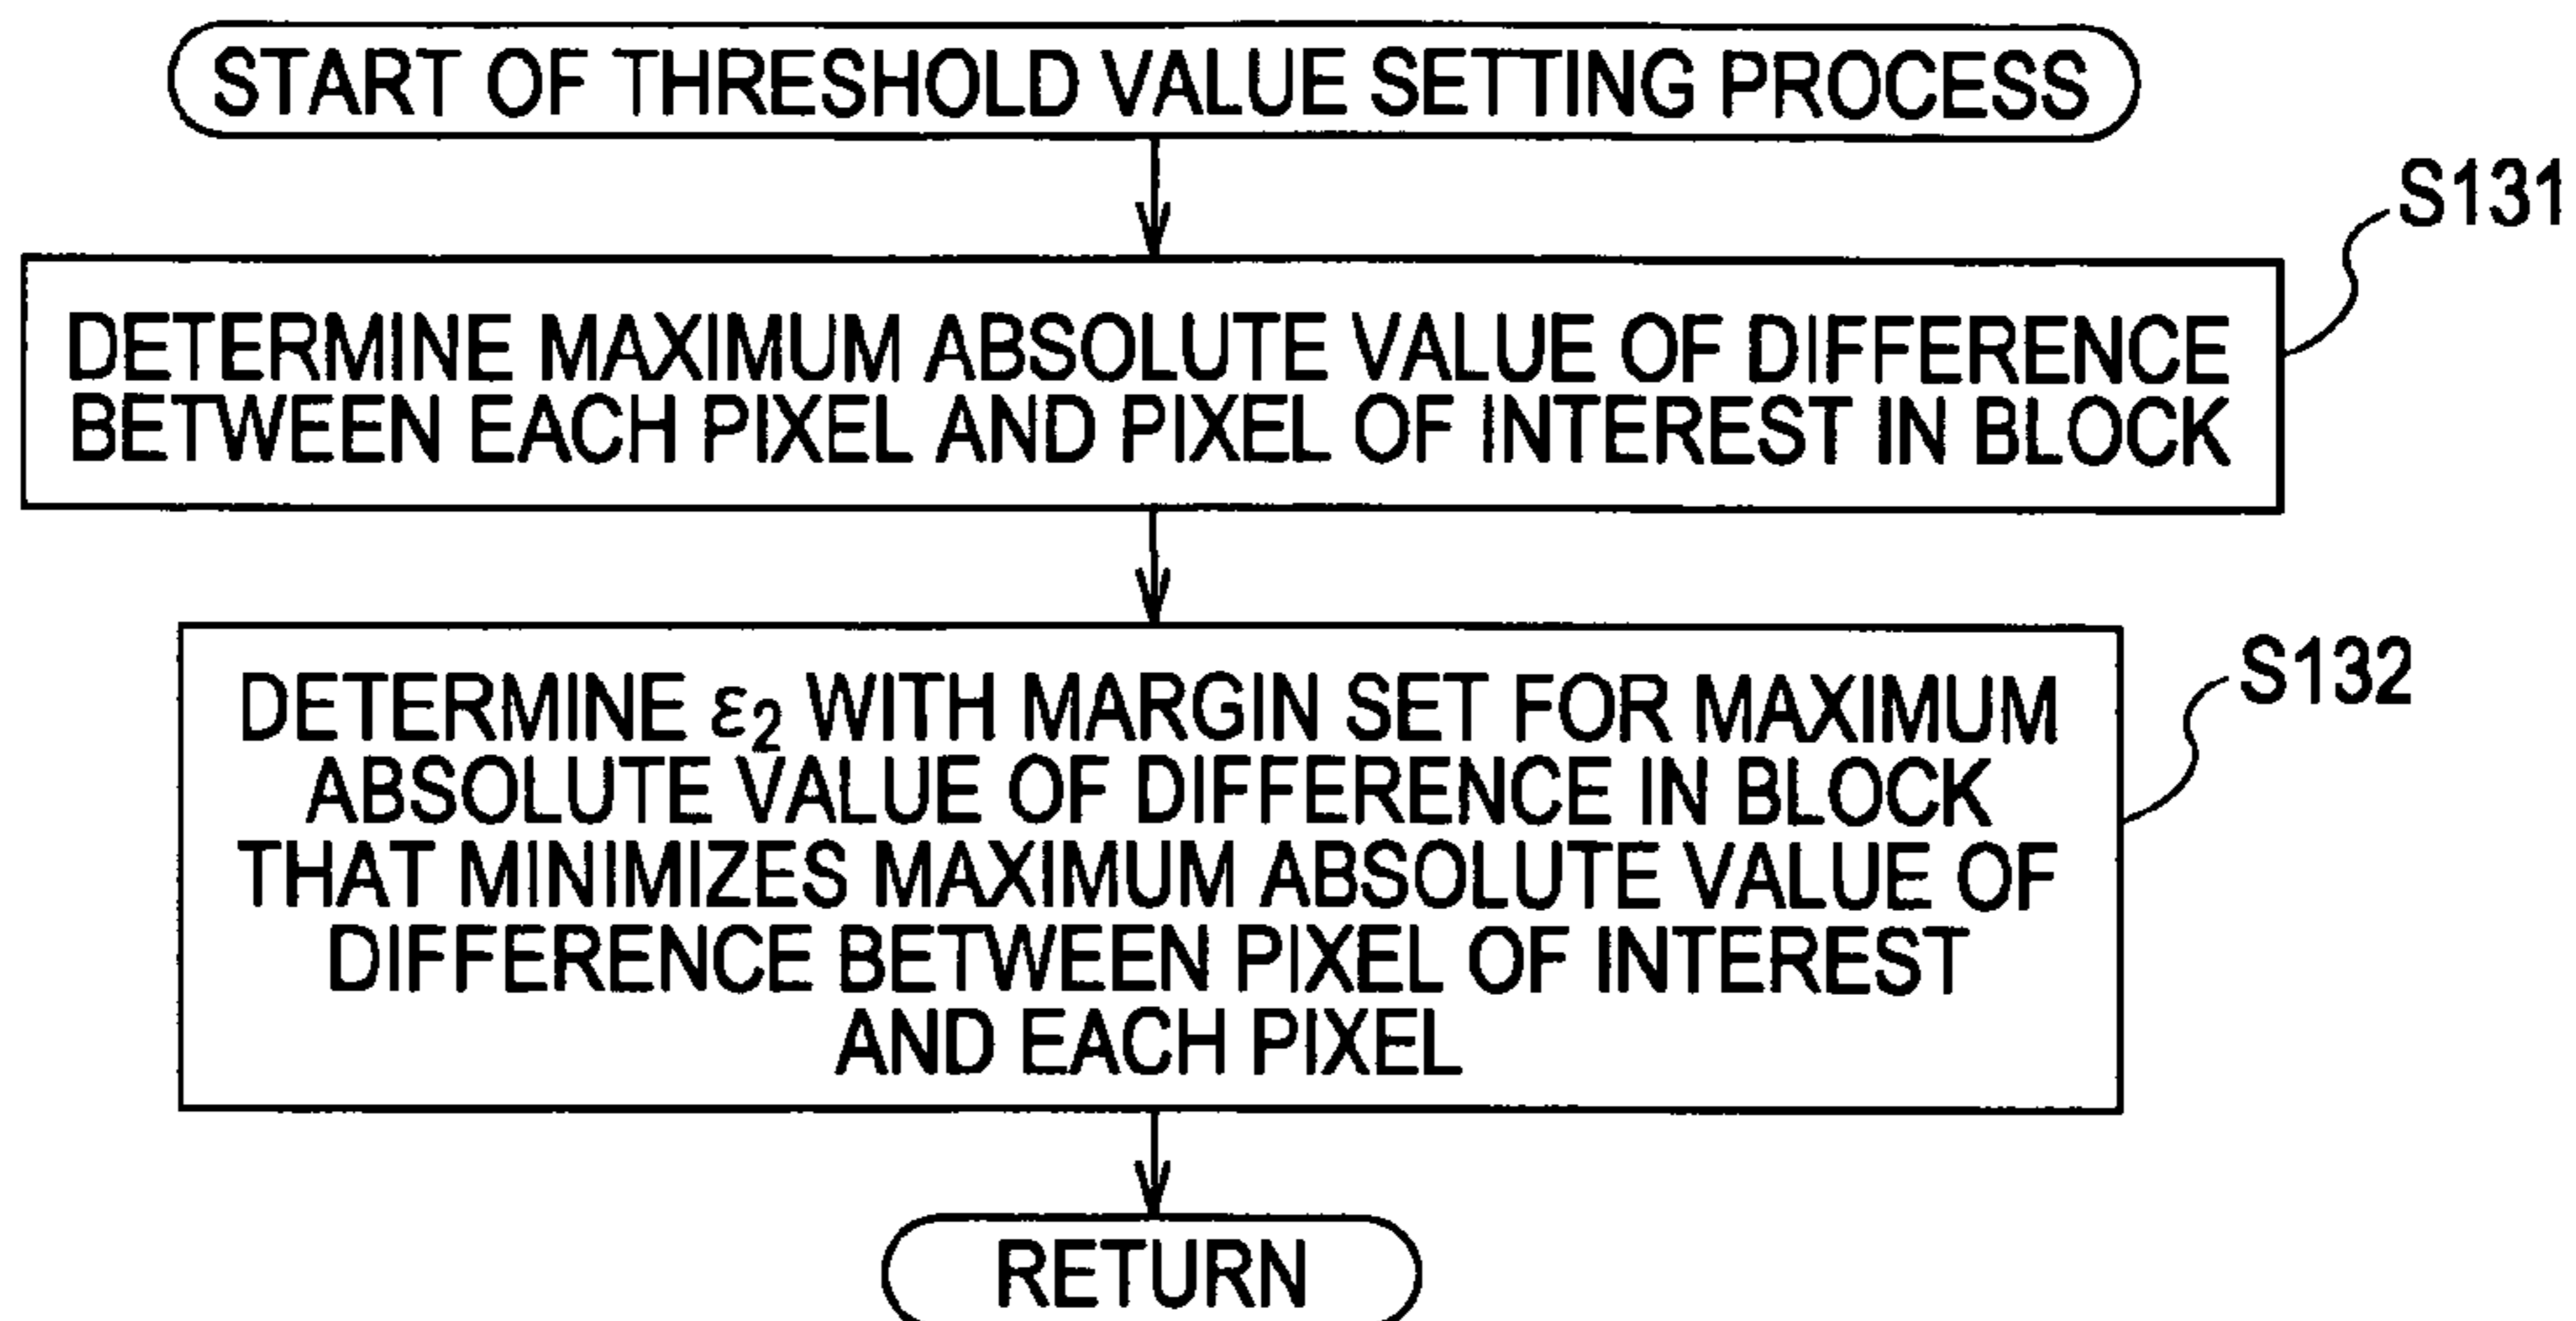 START OF THRESHOLD VALUE SETTING PROCESS
S131
DETERMINE MAXIMUM ABSOLUTE VALUE OF DIFFERENCE
BETWEEN EACH PIXEL AND PIXEL OF INTEREST IN BLOCK
S132
DETERMINE ε₂ WITH MARGIN SET FOR MAXIMUM
ABSOLUTE VALUE OF DIFFERENCE IN BLOCK
THAT MINIMIZES MAXIMUM ABSOLUTE VALUE OF
DIFFERENCE BETWEEN PIXEL OF INTEREST
AND EACH PIXEL
RETURN